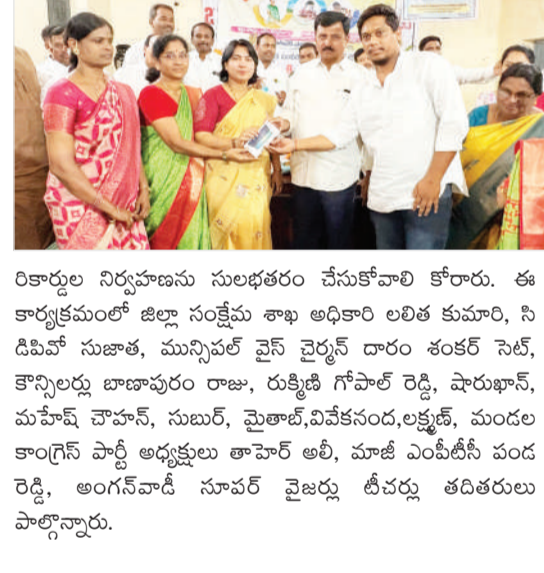 రికార్డుల నిర్వహణను సులభతరం చేసుకోవాలి కోరారు. ఈ
కార్యక్రమంలో జిల్లా సంక్షేమ శాఖ అధికారి లలిత కుమారి, సి
డిపివో సుజాత, మున్సిపల్ వైస్ చైర్మన్ దారం శంకర్ సెట్,
కౌన్సిలర్లు బాణాపురం రాజు, రుక్మిణి గోపాల్ రెడ్డి, షారుఖాన్,
మహేష్ చౌహన్, సుబుర్, మైతాబ్,వివేకనంద,లక్ష్మణ్, మండల
కాంగ్రెస్ పార్టీ అధ్యక్షులు తాహెర్ అలీ, మాజీ ఎంపీటీసీ పండ
రెడ్డి, అంగన్‌వాడీ సూపర్ వైజర్లు టీచర్లు తదితరులు
పాల్గొన్నారు.